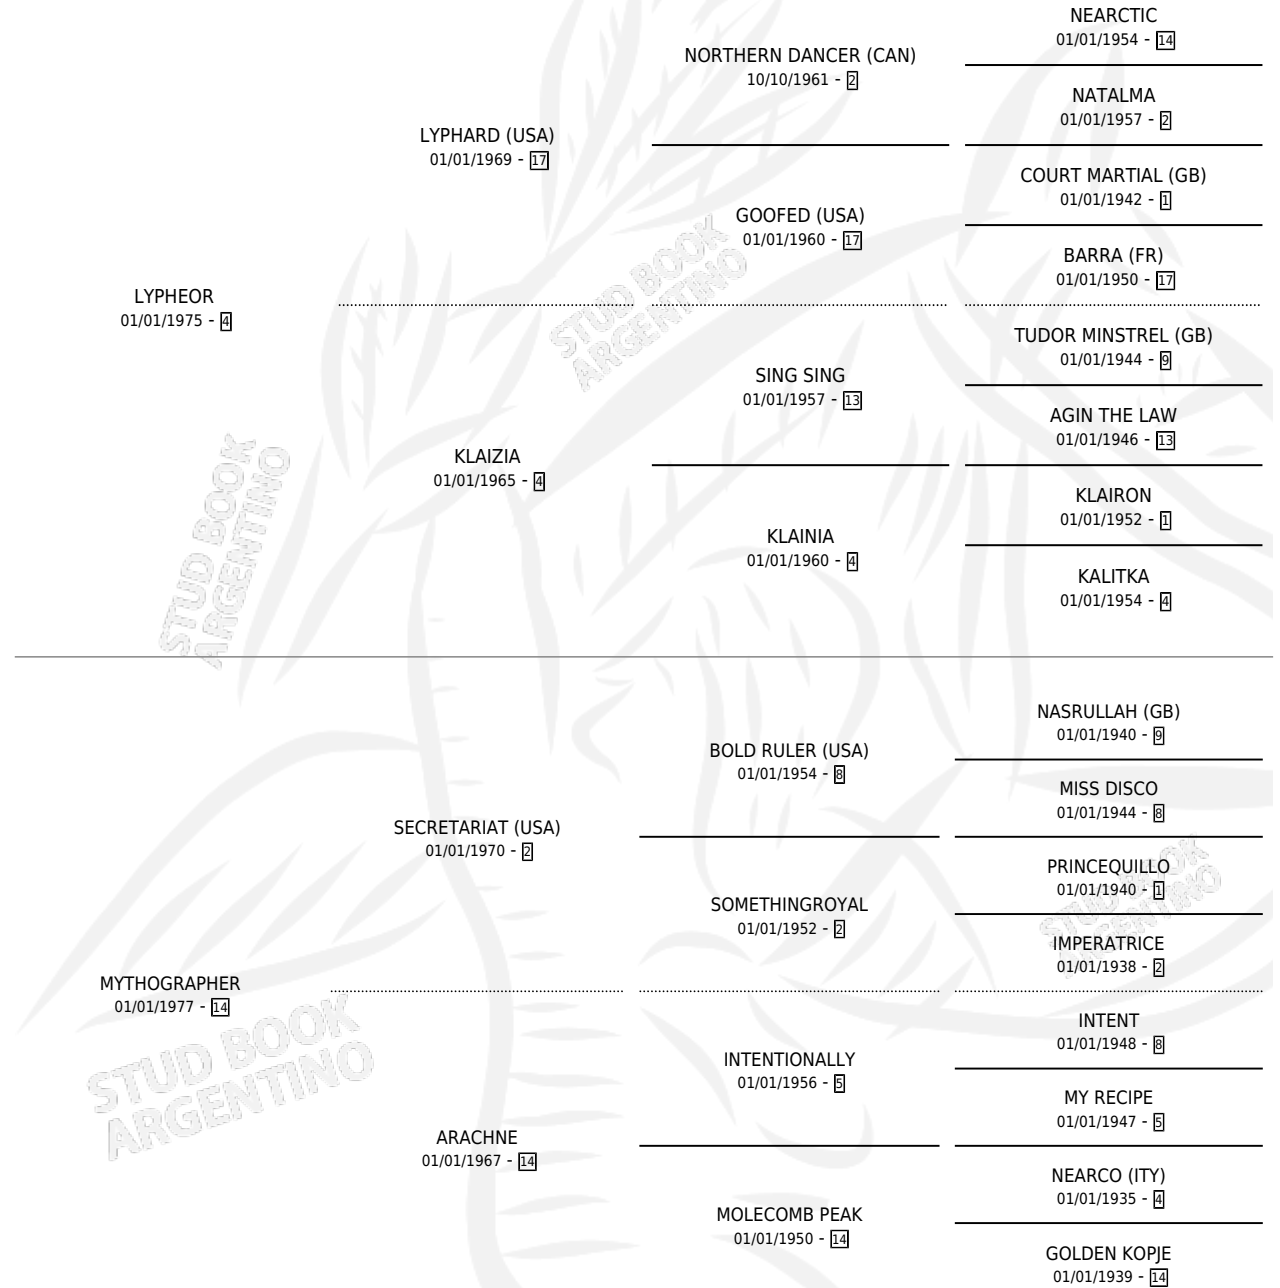 NEARCTIC
01/01/1954 - 14
NORTHERN DANCER (CAN)
10/10/1961 - 2
NATALMA
01/01/1957 - 2
LYPHARD (USA)
01/01/1969 - 17
COURT MARTIAL (GB)
01/01/1942 - 1
GOOFED (USA)
01/01/1960 - 17
BARRA (FR)
01/01/1950 - 17
LYPHEOR
01/01/1975 - 4
STUD BOOK
ARGENTINO
TUDOR MINSTREL (GB)
01/01/1944 - 9
SING SING
01/01/1957 - 13
AGIN THE LAW
01/01/1946 - 13
KLAIZIA
01/01/1965 - 4
KLAIRON
01/01/1952 - 1
KLAINIA
01/01/1960 - 4
KALITKA
01/01/1954 - 4
STUD BOOK
ARGENTINO
NASRULLAH (GB)
01/01/1940 - 9
BOLD RULER (USA)
01/01/1954 - 8
MISS DISCO
01/01/1944 - 8
SECRETARIAT (USA)
01/01/1970 - 2
PRINCEQUILLO
01/01/1940 - 1
SOMETHINGROYAL
01/01/1952 - 2
STUD BOOK
ARGENTINO
IMPERATRICE
01/01/1938 - 2
MYTHOGRAPHER
01/01/1977 - 14
INTENT
01/01/1948 - 8
INTENTIONALLY
01/01/1956 - 5
MY RECIPE
01/01/1947 - 5
STUD BOOK
ARGENTINO
ARACHNE
01/01/1967 - 14
NEARCO (ITY)
01/01/1935 - 4
MOLECOMB PEAK
01/01/1950 - 14
GOLDEN KOPJE
01/01/1939 - 14